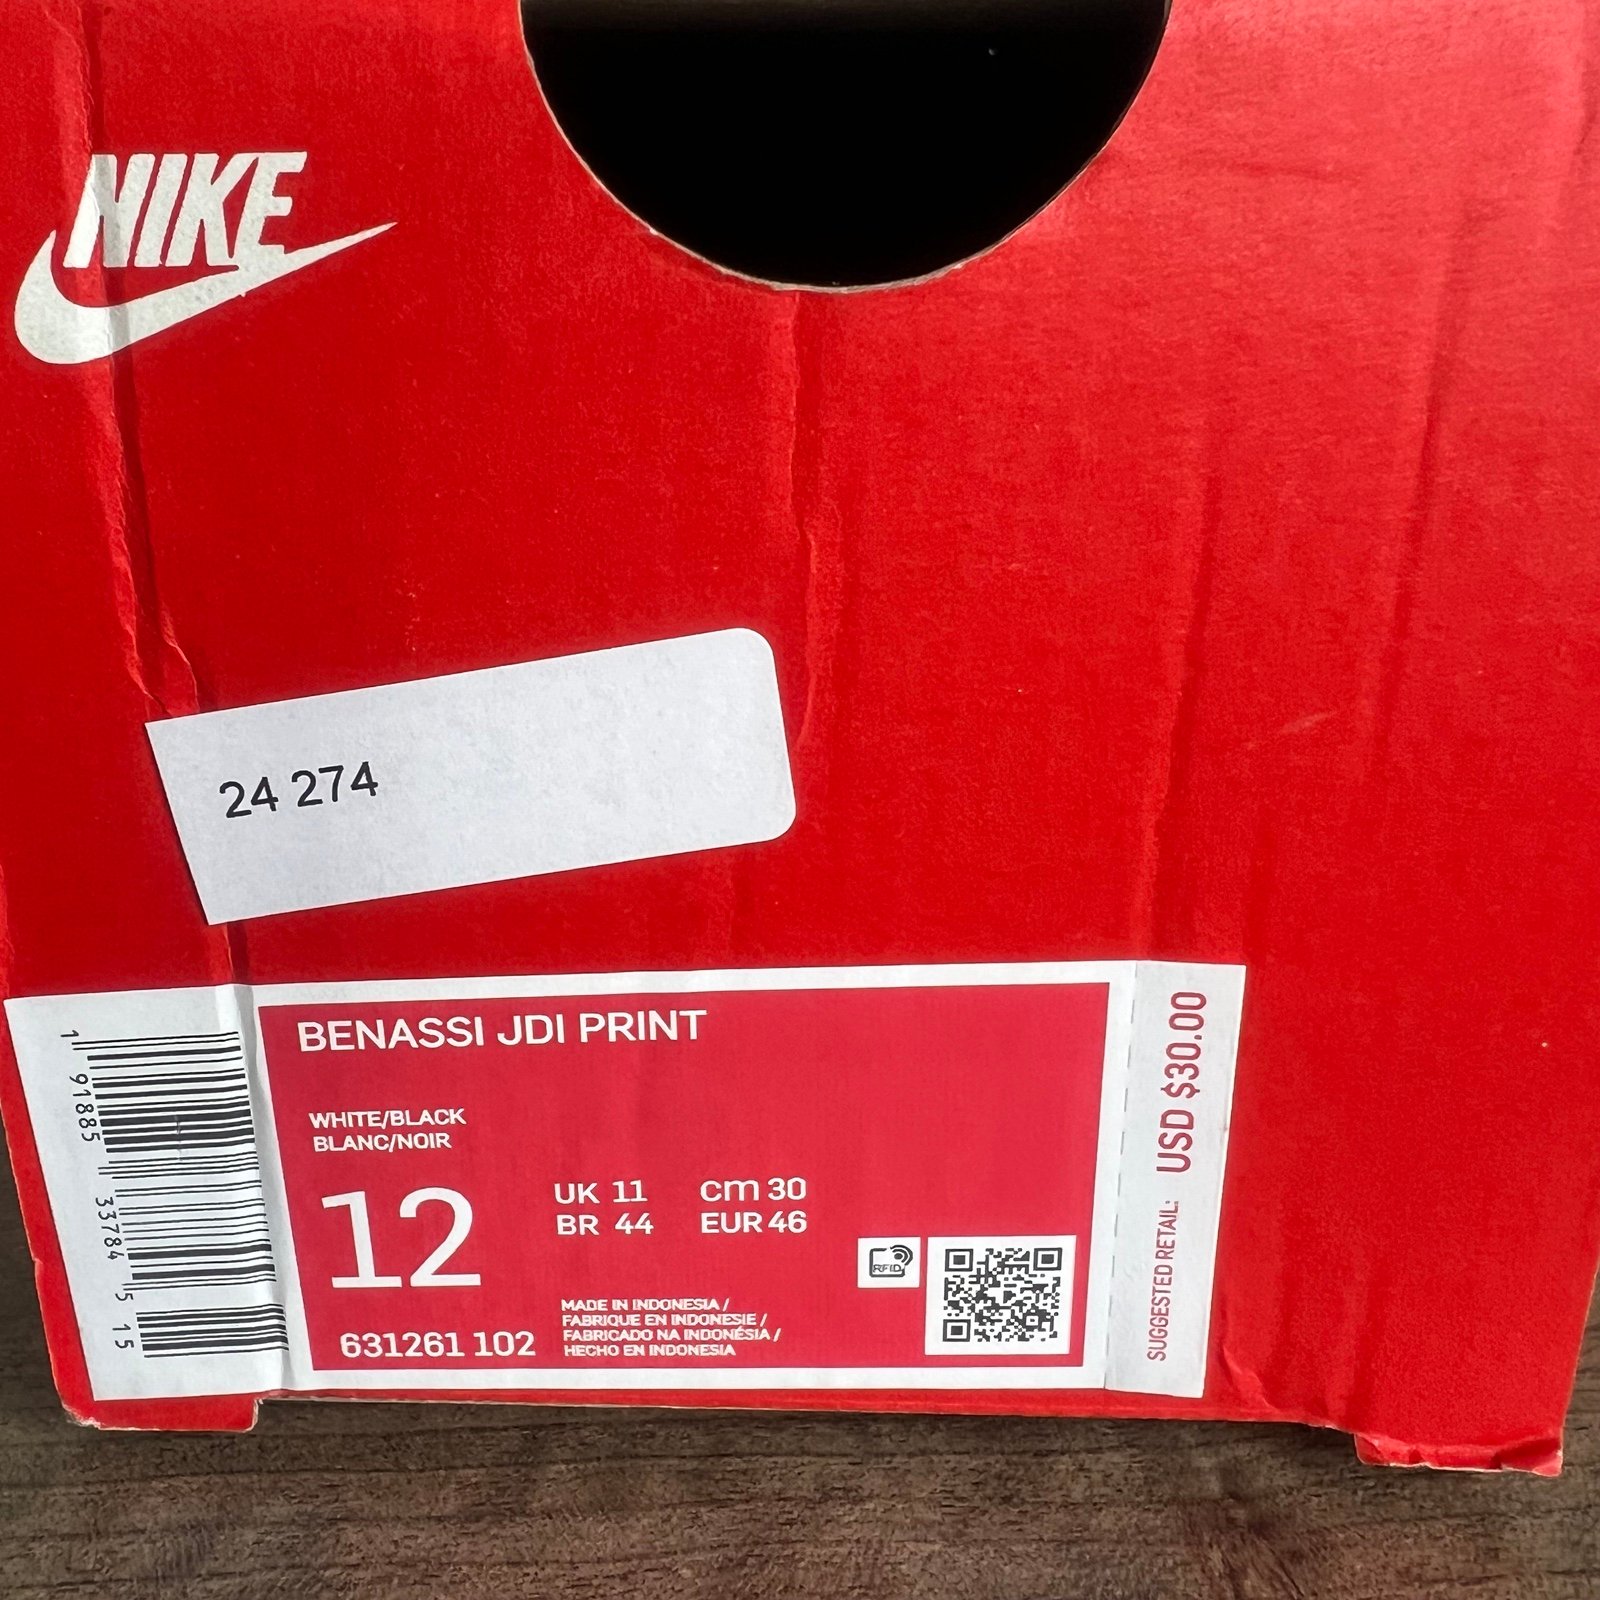 NIKE
24 274
BENASSI JDI PRINT
WHITE/BLACK
BLANC/NOIR
12
UK 11
cm 30
BR 44
EUR 46
631261 102
MADE IN INDONESIA /
FABRIQUE EN INDONESIE /
FABRICADO NA INDONÉSIA /
HECHO EN INDONESIA
RFID
1 91885 33784 5 15
SUGGESTED RETAIL: USD $30.00